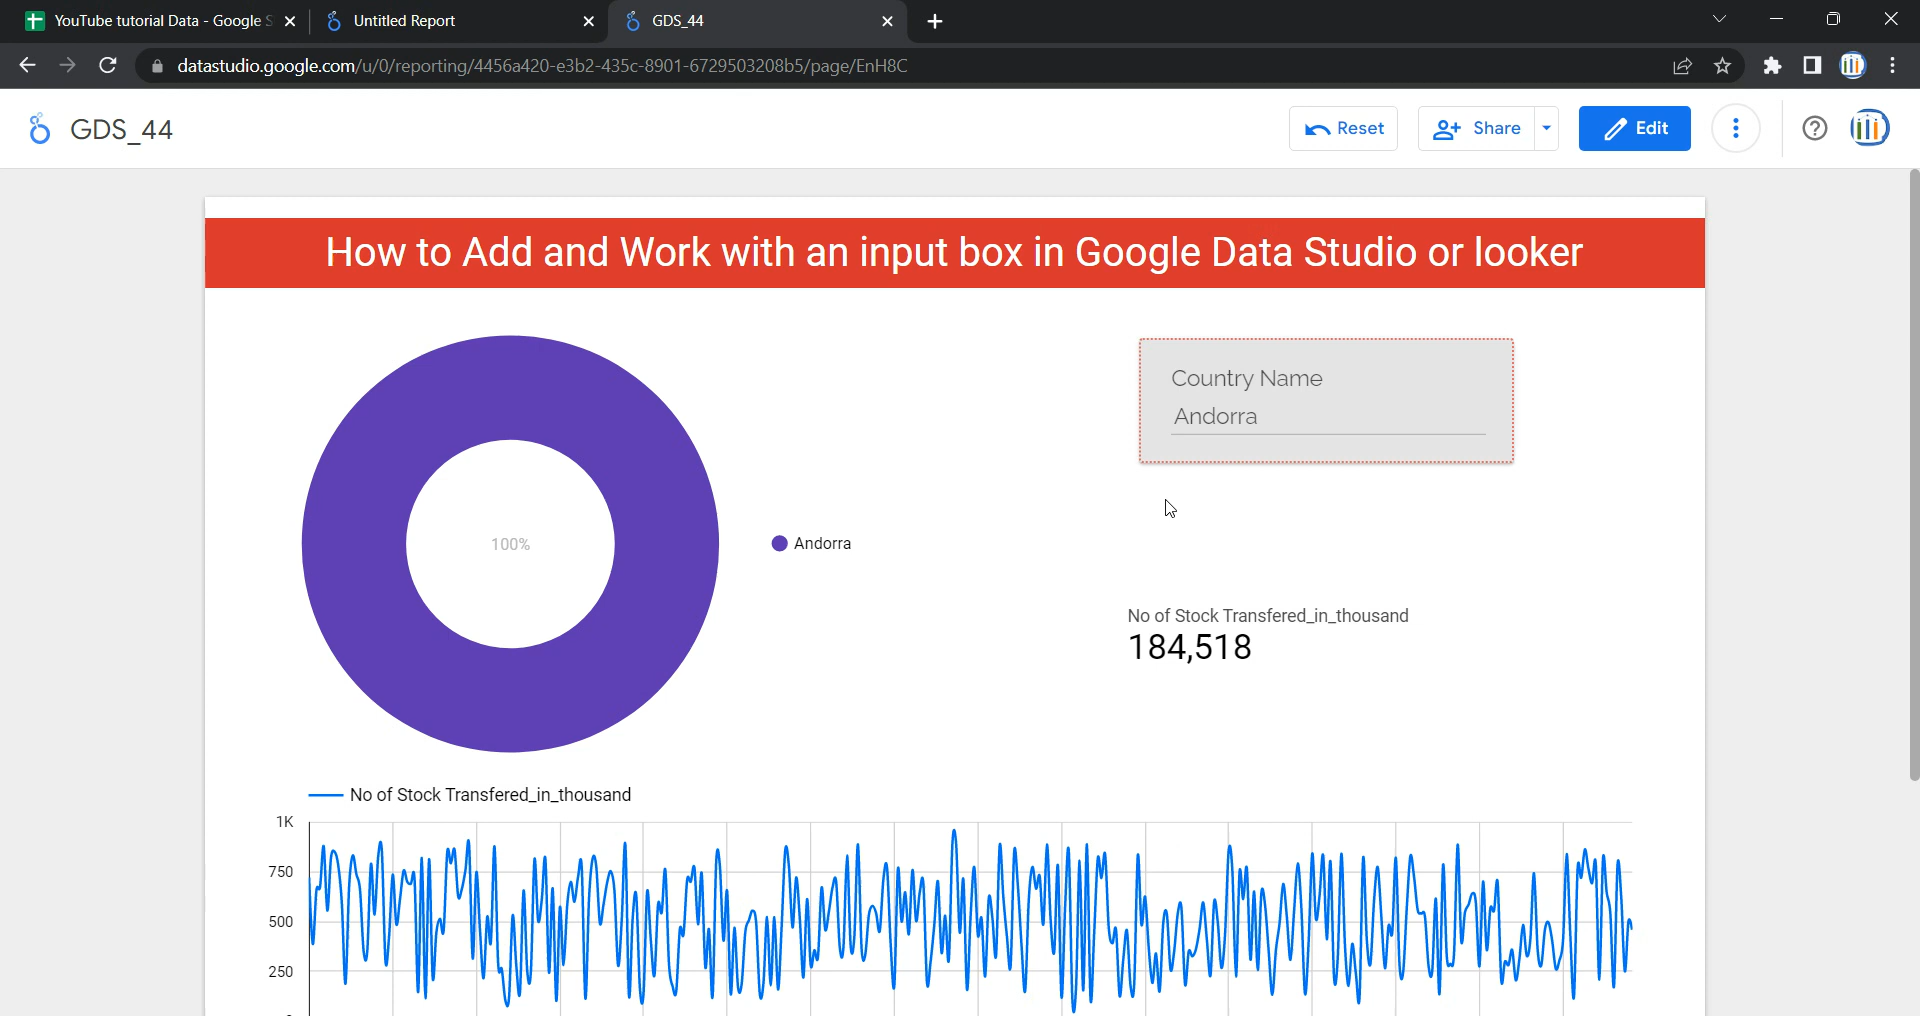 YouTube tutorial Data - Google S
Untitled Report
GDS_44
datastudio.google.com/u/0/reporting/4456a420-e3b2-435c-8901-6729503208b5/page/EnH8C
GDS_44
Reset
Share
Edit
How to Add and Work with an input box in Google Data Studio or looker
Country Name
Andorra
100%
Andorra
No of Stock Transfered_in_thousand
184,518
No of Stock Transfered_in_thousand
1K
750
500
250